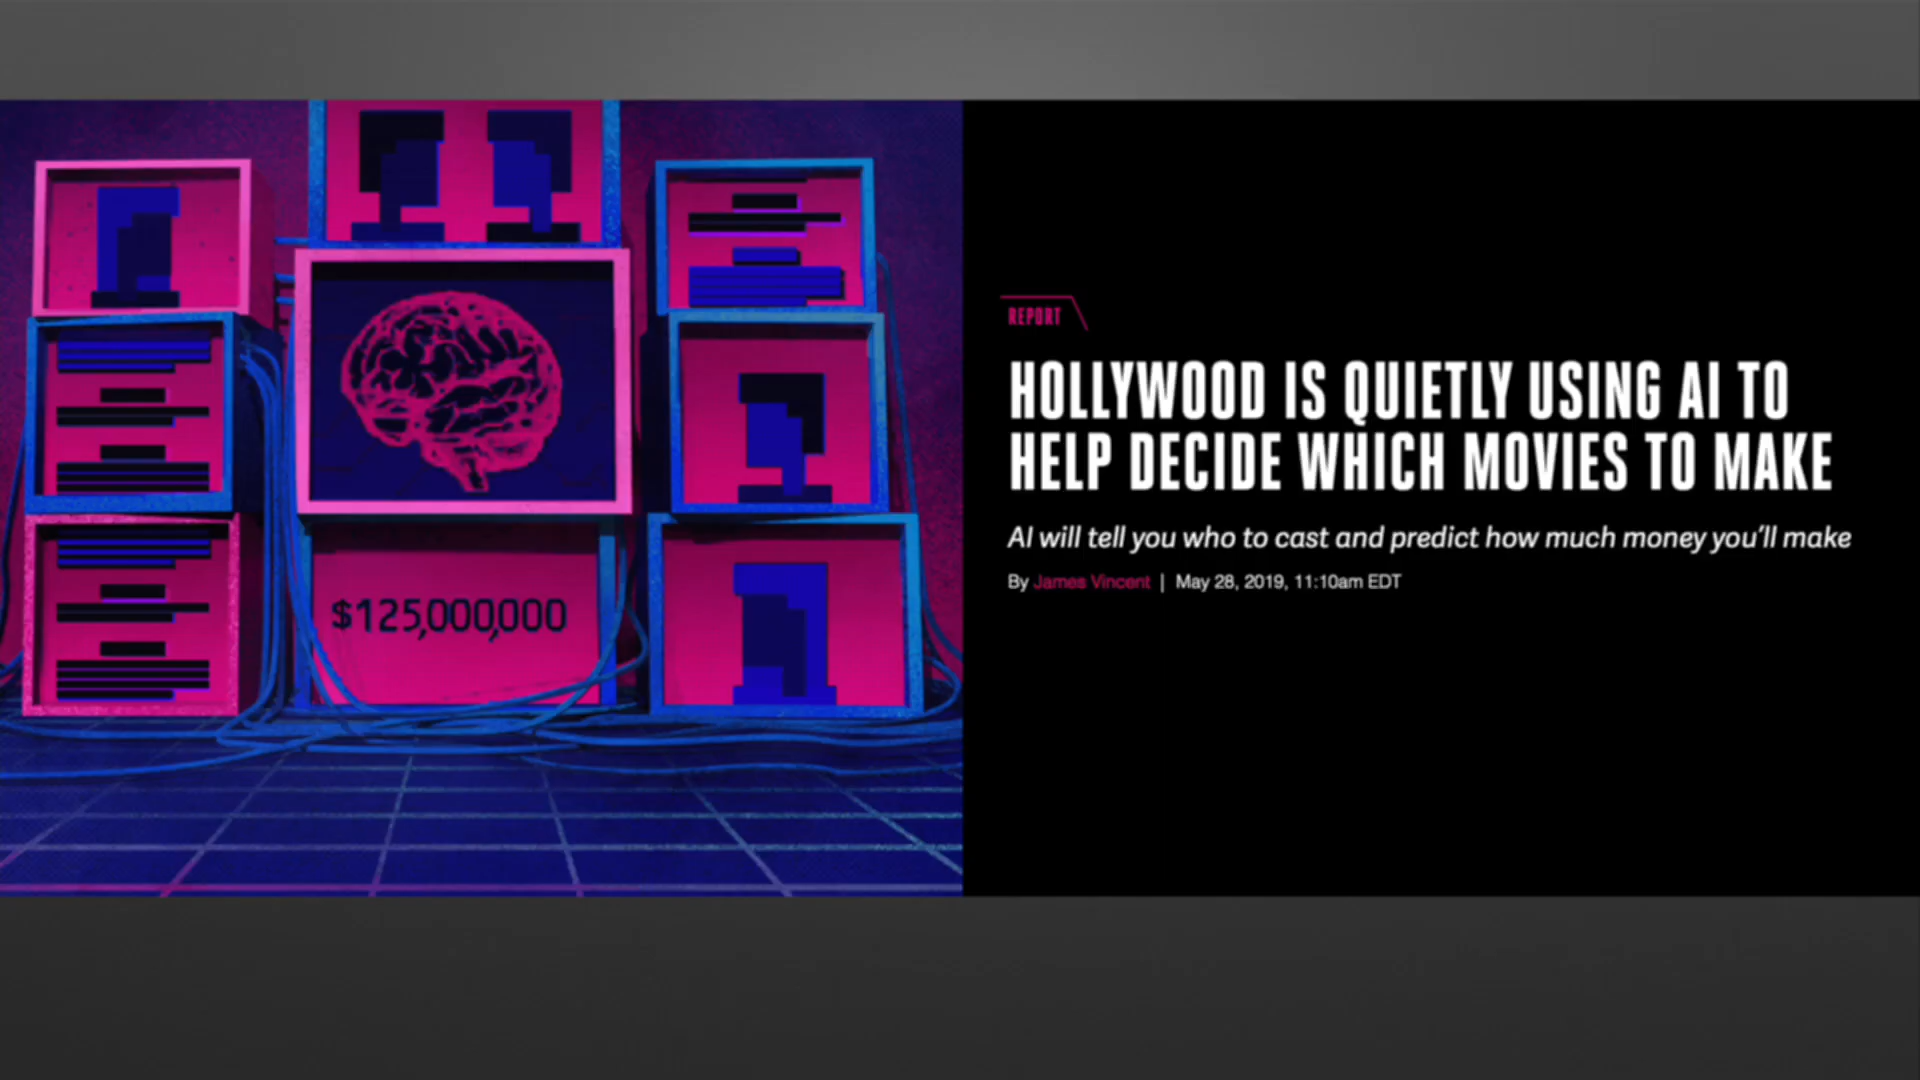 $125,000,000
REPORT
HOLLYWOOD IS QUIETLY USING AI TO
HELP DECIDE WHICH MOVIES TO MAKE
AI will tell you who to cast and predict how much money you'll make
By James Vincent | May 28, 2019, 11:10am EDT